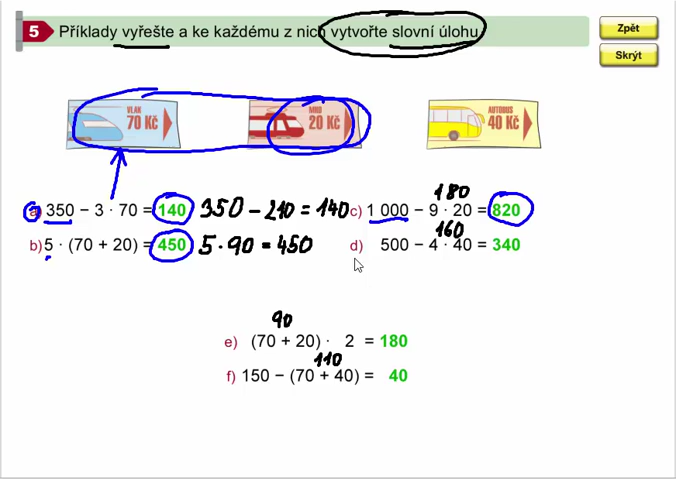 5 Příklady vyřešte a ke každému z nich vytvořte slovní úlohu.
Zpět
Skrýt
VLAK 70 Kč
MHD 20 Kč
AUTOBUS 40 Kč
a) 350 − 3 · 70 = 140 350 - 210 = 140
b) 5 · (70 + 20) = 450 5 · 90 = 450
180
c) 1 000 − 9 · 20 = 820
160
d) 500 − 4 · 40 = 340
90
e) (70 + 20) · 2 = 180
110
f) 150 − (70 + 40) = 40